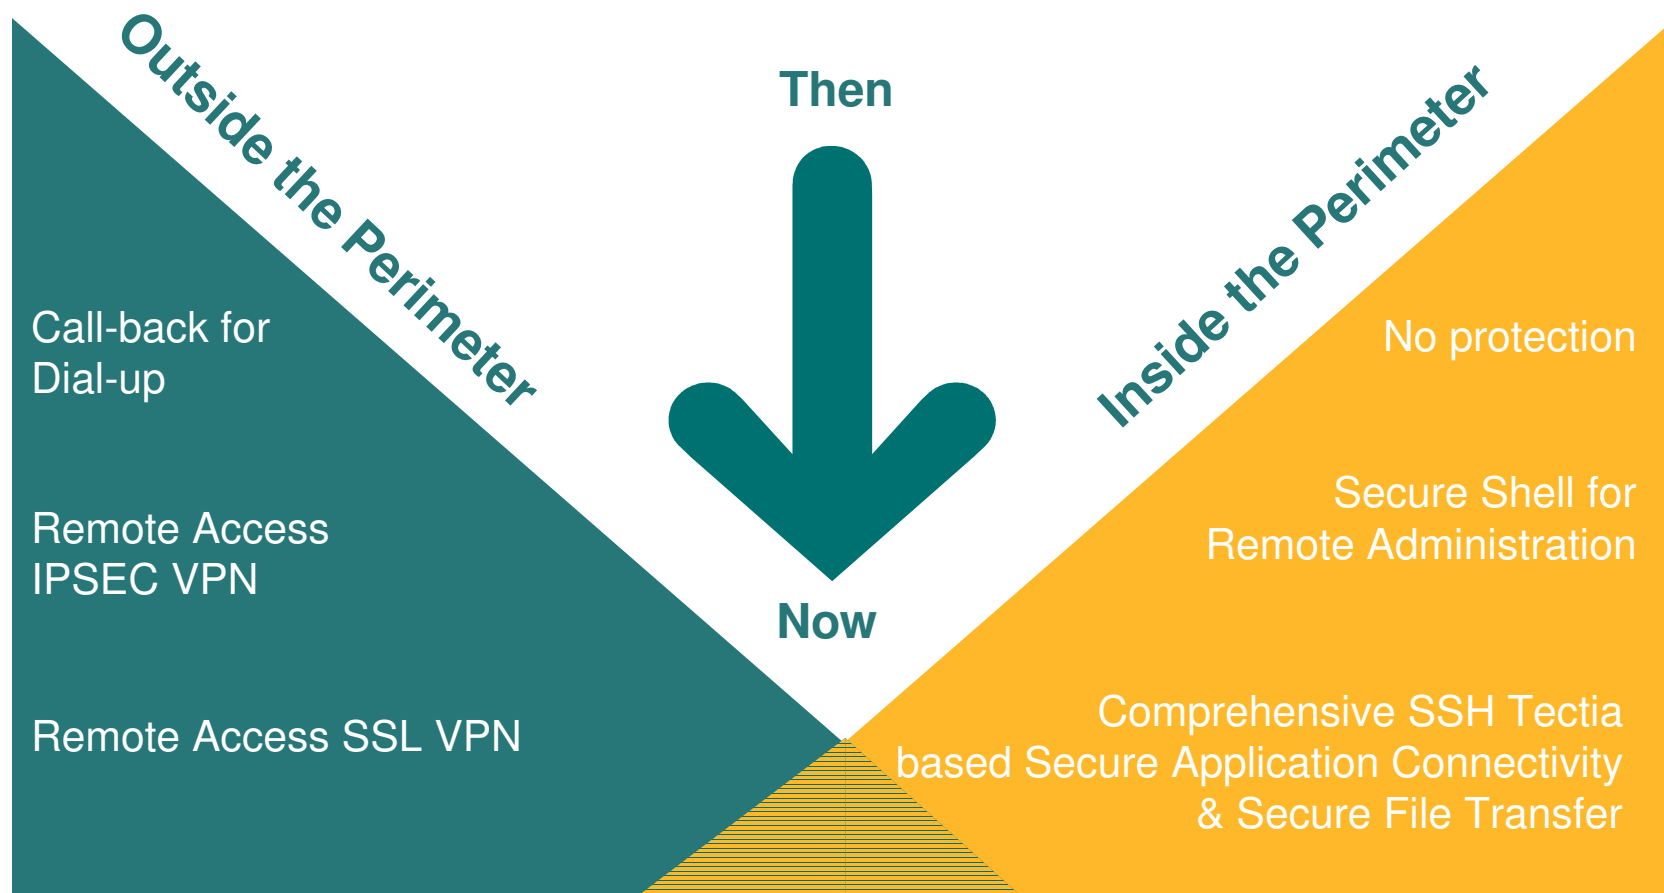 Outside the Perimeter
Then
Inside the Perimeter
Call-back for
Dial-up
No protection
Remote Access
IPSEC VPN
Secure Shell for
Remote Administration
Now
Remote Access SSL VPN
Comprehensive SSH Tectia
based Secure Application Connectivity
& Secure File Transfer